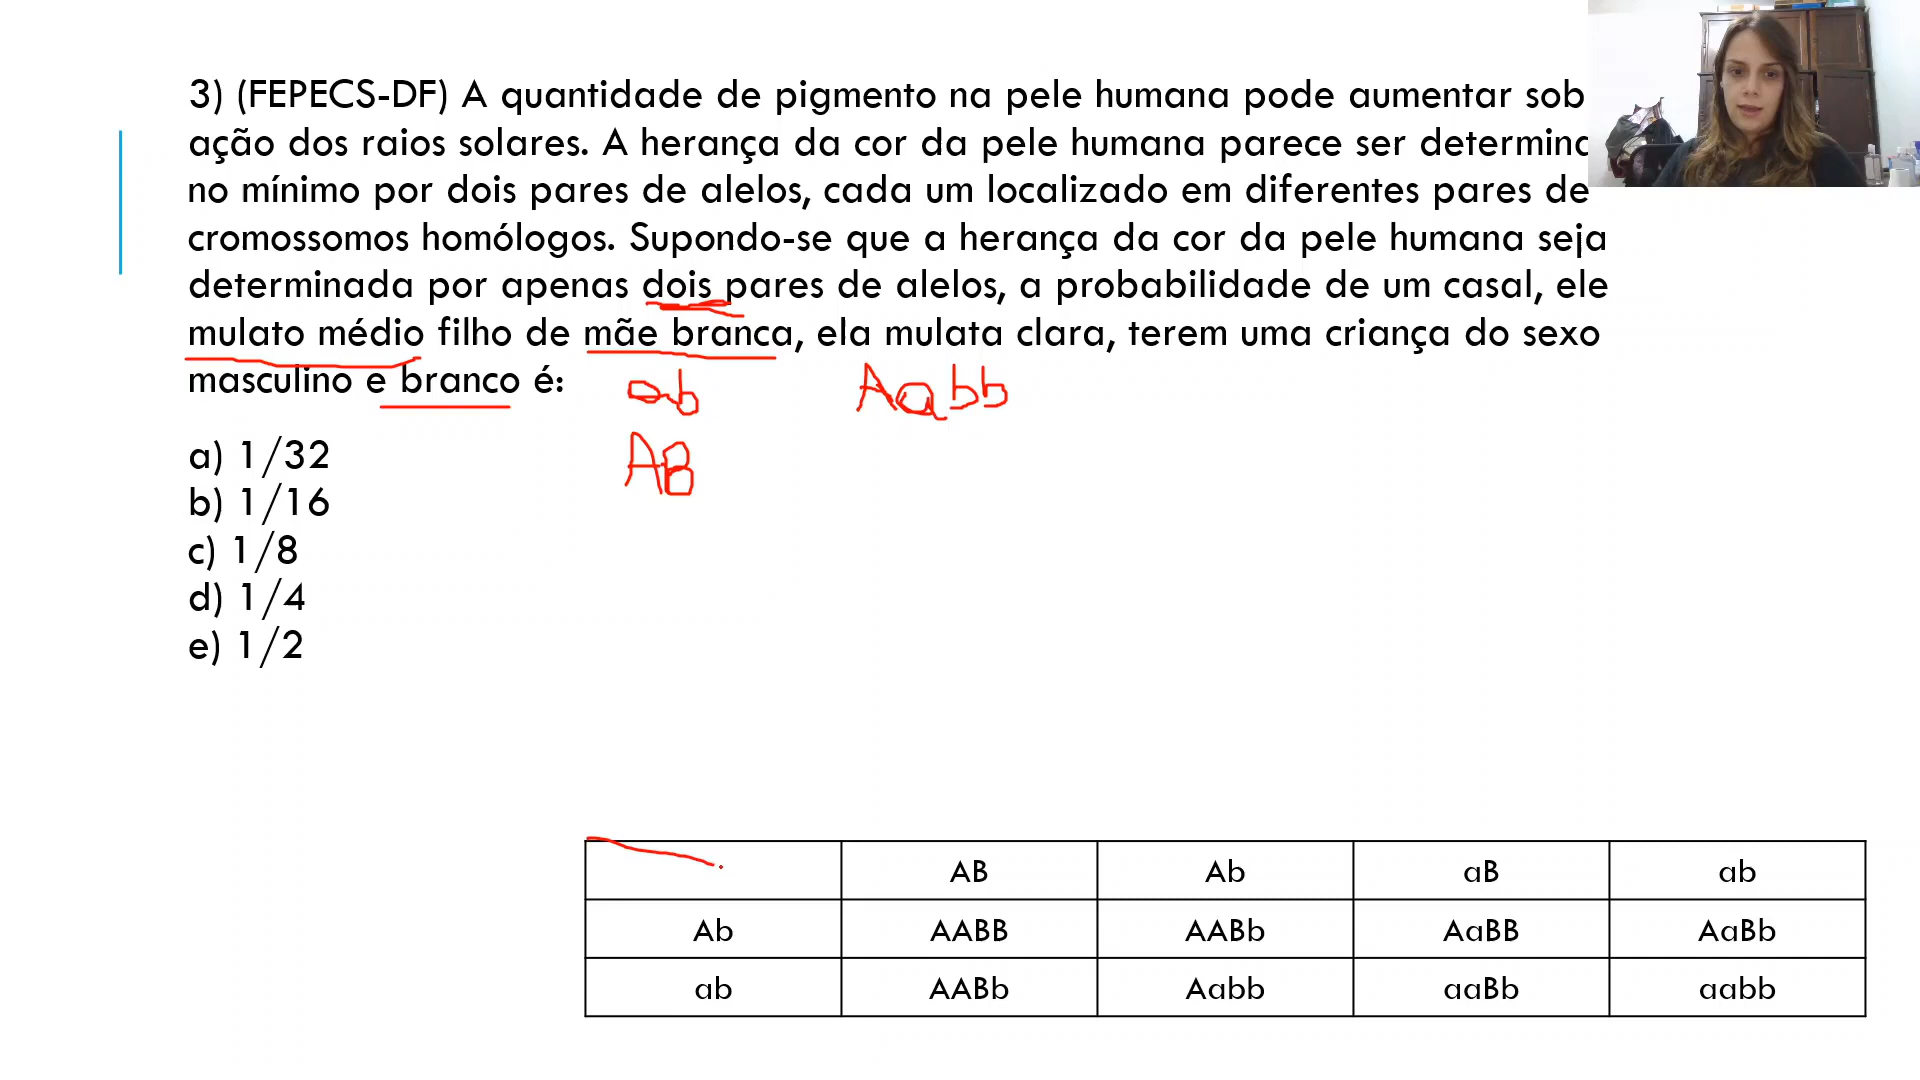 3) (FEPECS-DF) A quantidade de pigmento na pele humana pode aumentar sob
ação dos raios solares. A herança da cor da pele humana parece ser determinc
no mínimo por dois pares de alelos, cada um localizado em diferentes pares de
cromossomos homólogos. Supondo-se que a herança da cor da pele humana seja
determinada por apenas dois pares de alelos, a probabilidade de um casal, ele
mulato médio filho de mãe branca, ela mulata clara, terem uma criança do sexo
masculino e branco é:
ab Aabb
AB
a) 1/32
b) 1/16
c) 1/8
d) 1/4
e) 1/2
AB Ab aB ab
Ab AABB AABb AaBB AaBb
ab AABb Aabb aaBb aabb